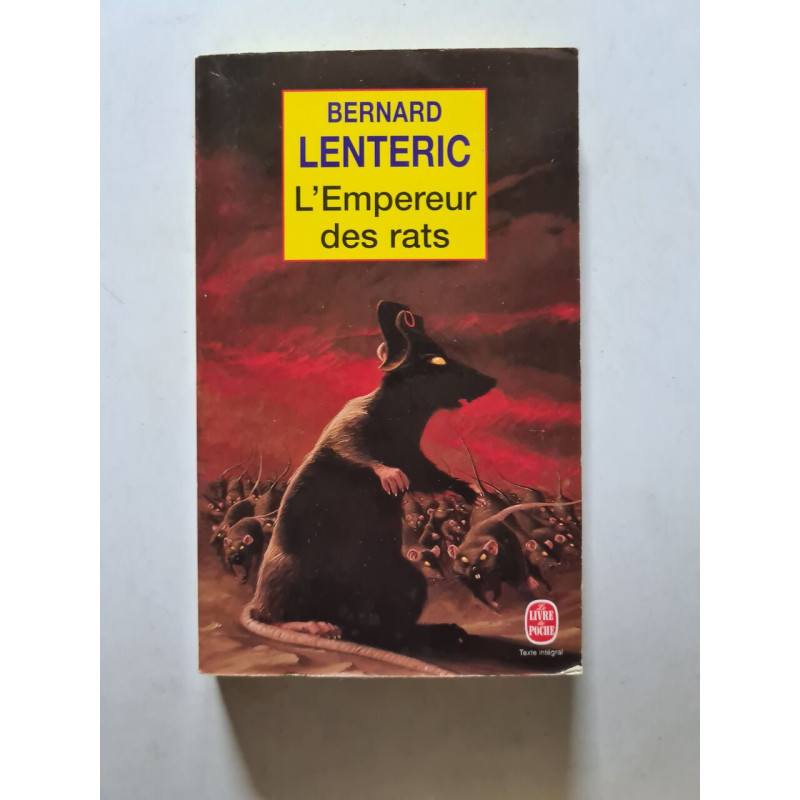 BERNARD
LENTERIC
L'Empereur
des rats
Le
LIVRE
de
POCHE
Texte intégral